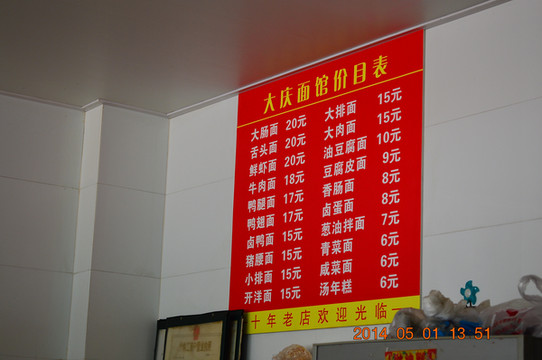 大庆面馆价目表
大肠面 20元 大排面 15元
舌头面 20元 大肉面 15元
鲜虾面 20元 油豆腐面 10元
牛肉面 18元 豆腐皮面 9元
鸭腿面 17元 香肠面 8元
鸭翅面 17元 卤蛋面 8元
卤鸭面 15元 葱油拌面 7元
猪腰面 15元 青菜面 6元
小排面 15元 咸菜面 6元
开洋面 15元 汤年糕 6元
十年老店欢迎光临
2014 05 01 13 51